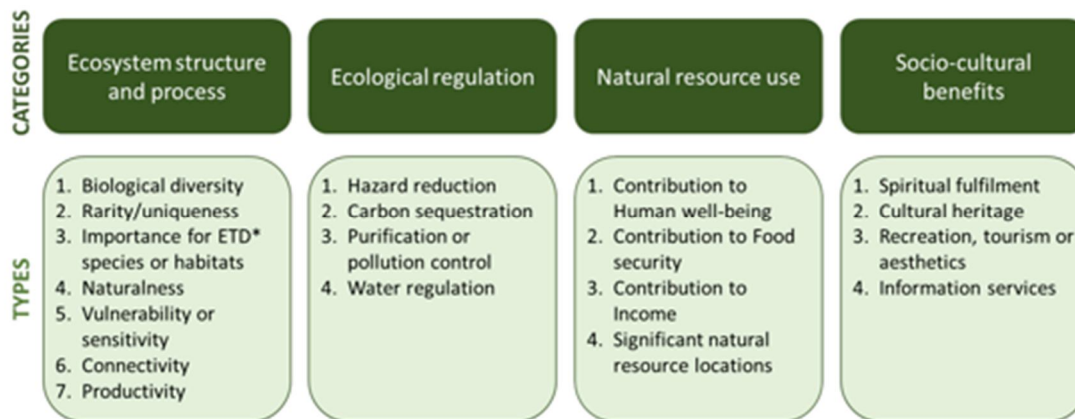 CATEGORIES
Ecosystem structure
and process
Ecological regulation
Natural resource use
Socio-cultural
benefits
TYPES
1. Biological diversity
2. Rarity/uniqueness
3. Importance for ETD*
species or habitats
4. Naturalness
5. Vulnerability or
sensitivity
6. Connectivity
7. Productivity
1. Hazard reduction
2. Carbon sequestration
3. Purification or
pollution control
4. Water regulation
1. Contribution to
Human well-being
2. Contribution to Food
security
3. Contribution to
Income
4. Significant natural
resource locations
1. Spiritual fulfilment
2. Cultural heritage
3. Recreation, tourism or
aesthetics
4. Information services